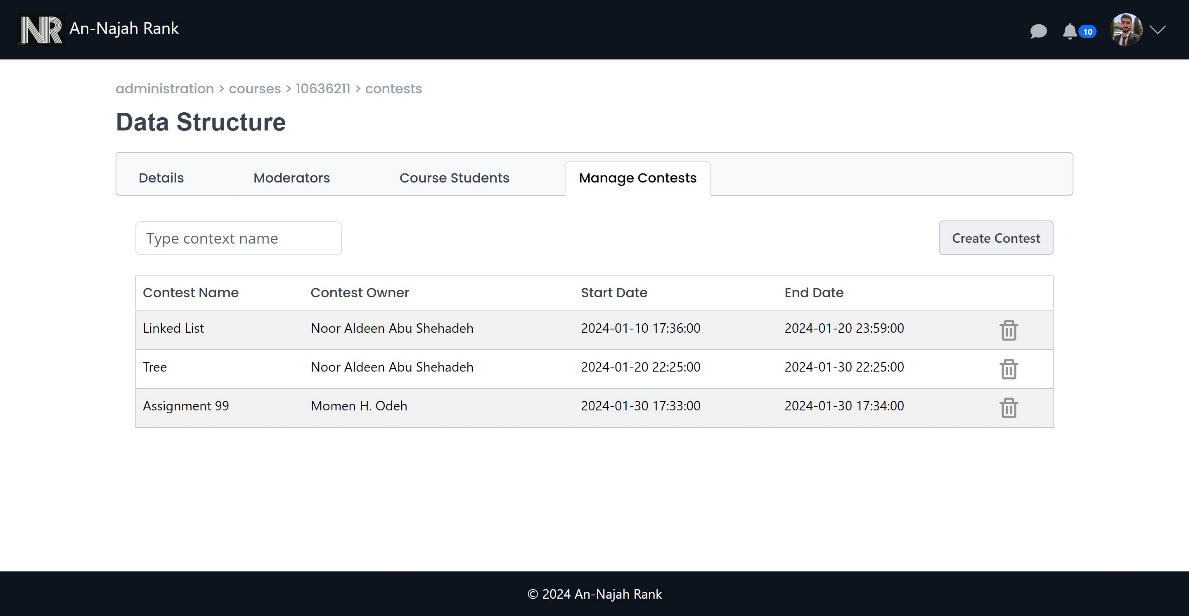 NR An-Najah Rank
10
administration > courses > 10636211 > contests
Data Structure
Details Moderators Course Students Manage Contests
Type context name Create Contest
Contest Name Contest Owner Start Date End Date
Linked List Noor Aldeen Abu Shehadeh 2024-01-10 17:36:00 2024-01-20 23:59:00
Tree Noor Aldeen Abu Shehadeh 2024-01-20 22:25:00 2024-01-30 22:25:00
Assignment 99 Momen H. Odeh 2024-01-30 17:33:00 2024-01-30 17:34:00
© 2024 An-Najah Rank